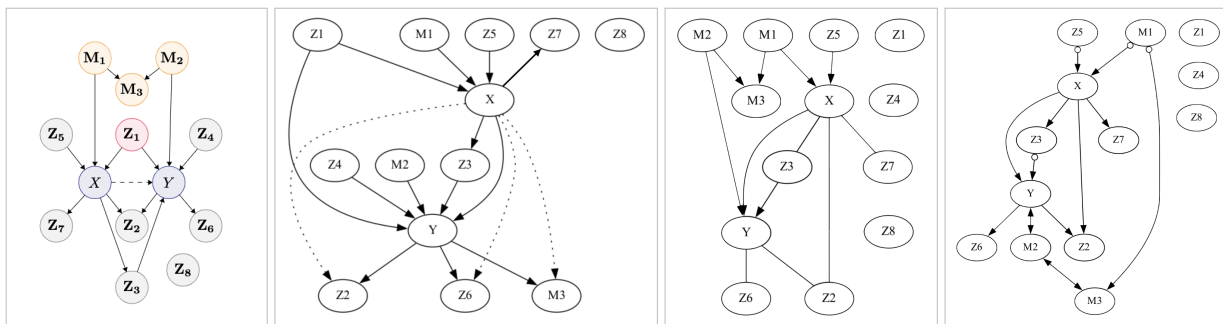 M₁ M₂
M₃
Z₅ Z₁ Z₄
X Y
Z₇ Z₂ Z₆
Z₈
Z₃
Z1 M1 Z5 Z7 Z8
X
Z4 M2 Z3
Y
Z2 Z6 M3
M2 M1 Z5 Z1
M3 X Z4
Z3 Z7
Y Z8
Z6 Z2
Z5 M1 Z1
X Z4
Z8
Z3 Z7
Y
Z6 M2 Z2
M3